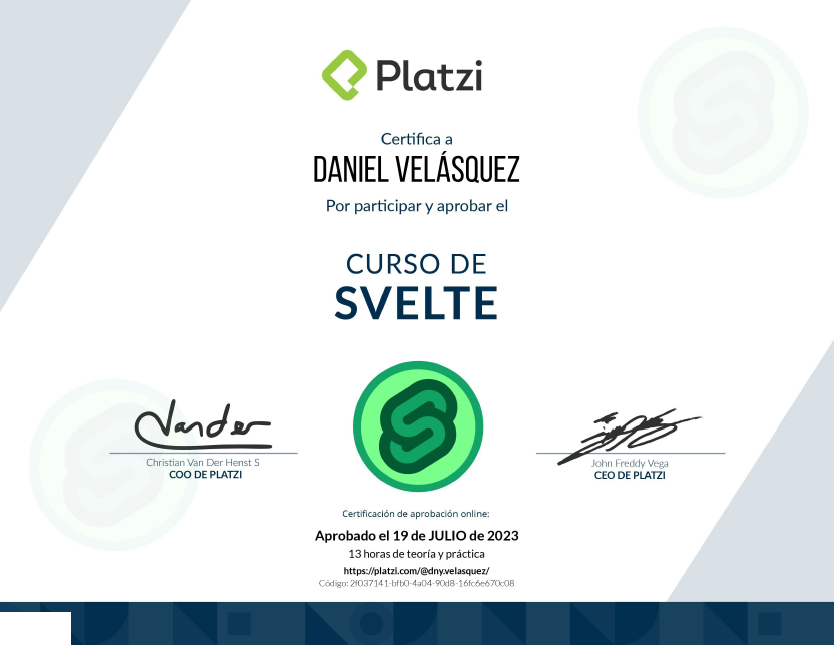 Platzi
Certifica a
DANIEL VELÁSQUEZ
Por participar y aprobar el
CURSO DE
SVELTE
Vander
Christian Van Der Henst S
COO DE PLATZI
John Freddy Vega
CEO DE PLATZI
Certificación de aprobación online:
Aprobado el 19 de JULIO de 2023
13 horas de teoría y práctica
https://platzi.com/@dny.velasquez/
Código: 2f037141-bfb0-4a04-90d8-16fc6e670c08